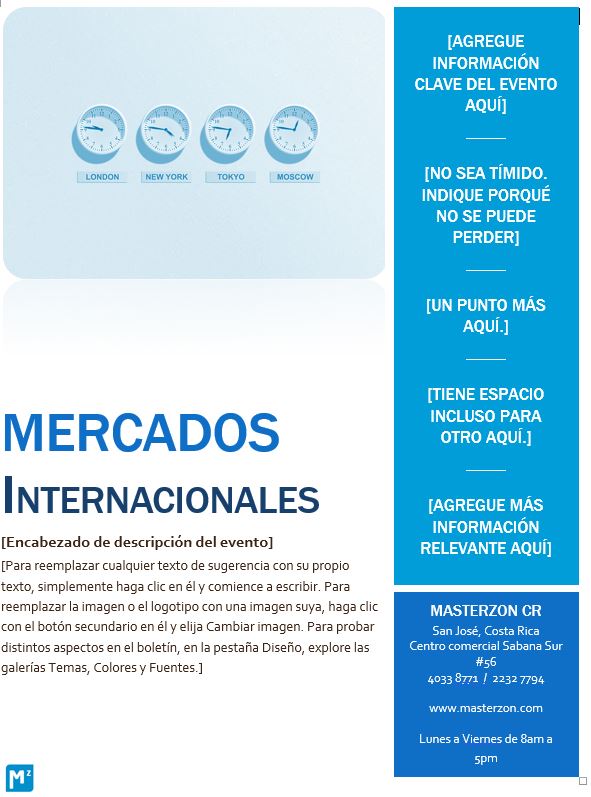 LONDON
NEW YORK
TOKYO
MOSCOW
MERCADOS
INTERNACIONALES
[Encabezado de descripción del evento]
[Para reemplazar cualquier texto de sugerencia con su propio
texto, simplemente haga clic en él y comience a escribir. Para
reemplazar la imagen o el logotipo con una imagen suya, haga clic
con el botón secundario en él y elija Cambiar imagen. Para probar
distintos aspectos en el boletín, en la pestaña Diseño, explore las
galerías Temas, Colores y Fuentes.]
Mz
[AGREGUE
INFORMACIÓN
CLAVE DEL EVENTO
AQUÍ]
[NO SEA TÍMIDO.
INDIQUE PORQUÉ
NO SE PUEDE
PERDER]
[UN PUNTO MÁS
AQUÍ.]
[TIENE ESPACIO
INCLUSO PARA
OTRO AQUÍ.]
[AGREGUE MÁS
INFORMACIÓN
RELEVANTE AQUÍ]
MASTERZON CR
San José, Costa Rica
Centro comercial Sabana Sur
#56
4033 8771 / 2232 7794
www.masterzon.com
Lunes a Viernes de 8am a
5pm